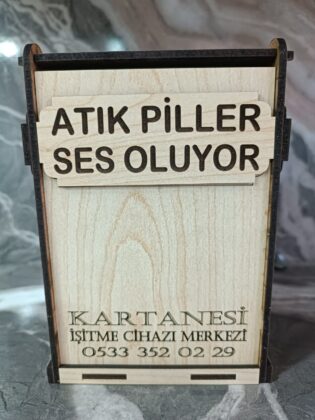 ATIK PİLLER
SES OLUYOR
KARTANESİ
İŞİTME CİHAZI MERKEZİ
0533 352 02 29